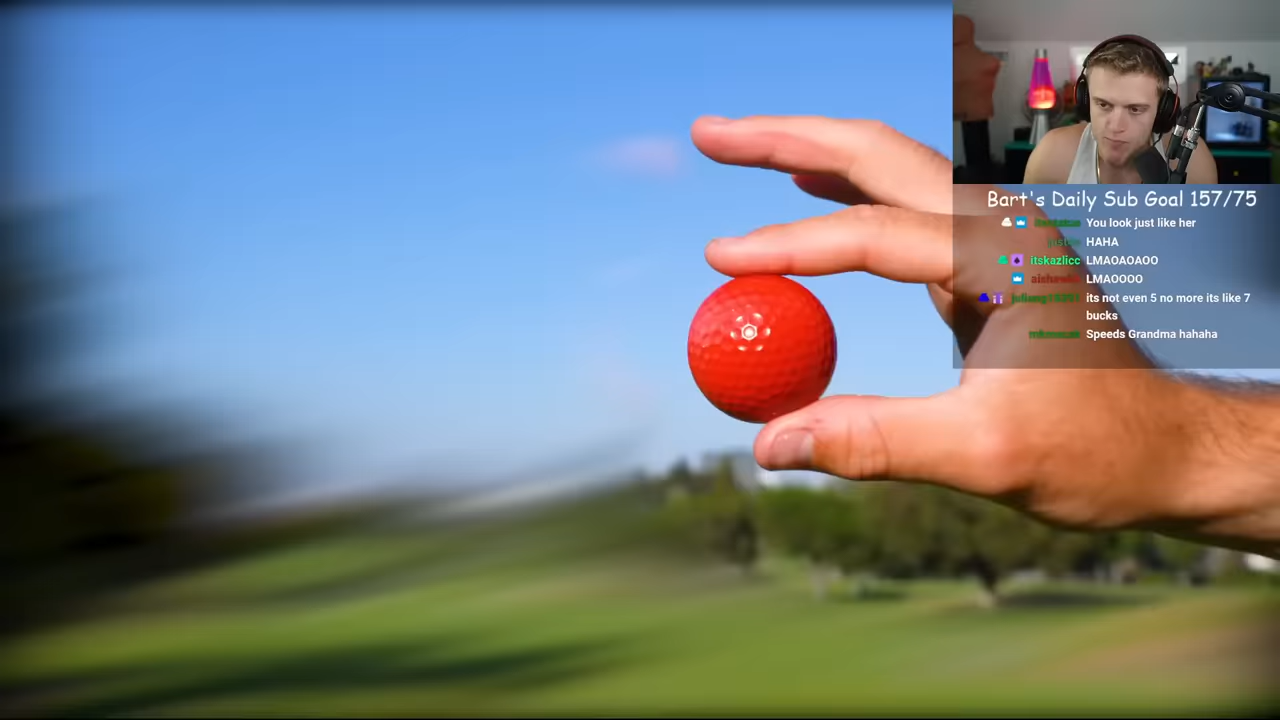 Bart's Daily Sub Goal 157/75
You look just like her
HAHA
itskazlicc LMAOAOAOO
LMAOOOO
its not even 5 no more its like 7
bucks
Speeds Grandma hahaha